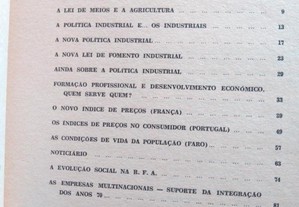 A LEI DE MEIOS E A AGRICULTURA ... 9
A POLITICA INDUSTRIAL E... OS INDUSTRIAIS ... 13
A NOVA POLITICA INDUSTRIAL ... 17
A NOVA LEI DE FOMENTO INDUSTRIAL ... 23
AINDA SOBRE A POLITICA INDUSTRIAL ... 29
FORMAÇÃO PROFISSIONAL E DESENVOLVIMENTO ECONÓMICO.
QUEM SERVE QUEM? ... 33
O NOVO INDICE DE PREÇOS (FRANÇA) ... 39
OS ÍNDICES DE PREÇOS NO CONSUMIDOR (PORTUGAL) ... 49
AS CONDIÇÕES DE VIDA DA POPULAÇÃO (FARO) ... 57
NOTICIÁRIO ... 63
A EVOLUÇÃO SOCIAL NA R. F. A. ... 74
AS EMPRESAS MULTINACIONAIS — SUPORTE DA INTEGRAÇÃO
DOS ANOS 70 ...